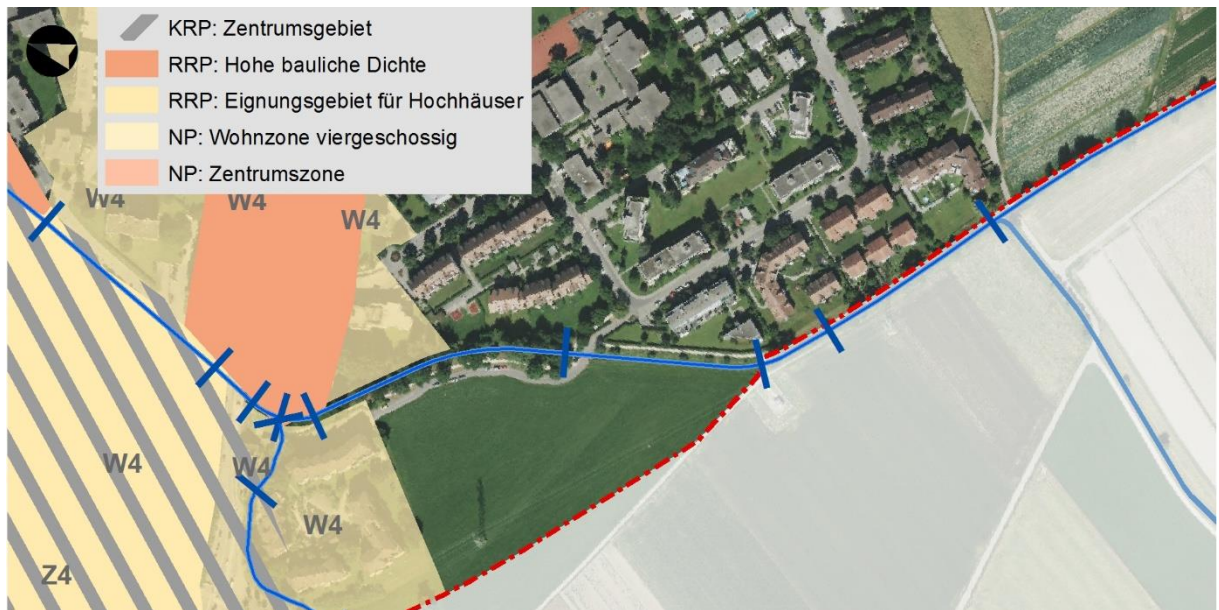 KRP: Zentrumsgebiet
RRP: Hohe bauliche Dichte
RRP: Eignungsgebiet für Hochhäuser
NP: Wohnzone viergeschossig
NP: Zentrumszone
W4
W4
W4
W4
W4
W4
Z4